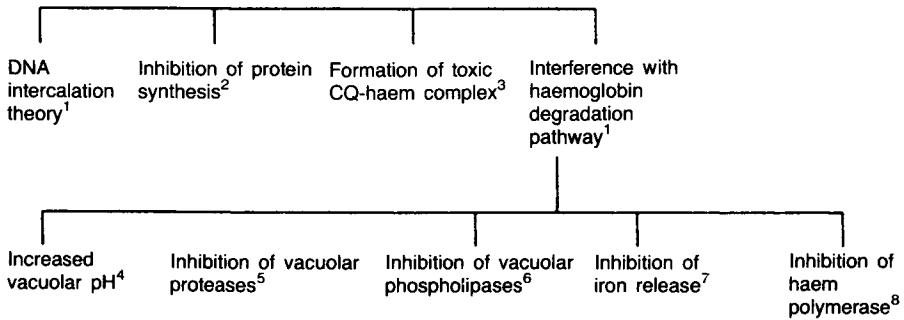 DNA
intercalation
theory¹
Inhibition of protein
synthesis²
Formation of toxic
CQ-haem complex³
Interference with
haemoglobin
degradation
pathway¹
Increased
vacuolar pH⁴
Inhibition of vacuolar
proteases⁵
Inhibition of vacuolar
phospholipases⁶
Inhibition of
iron release⁷
Inhibition of
haem
polymerase⁸